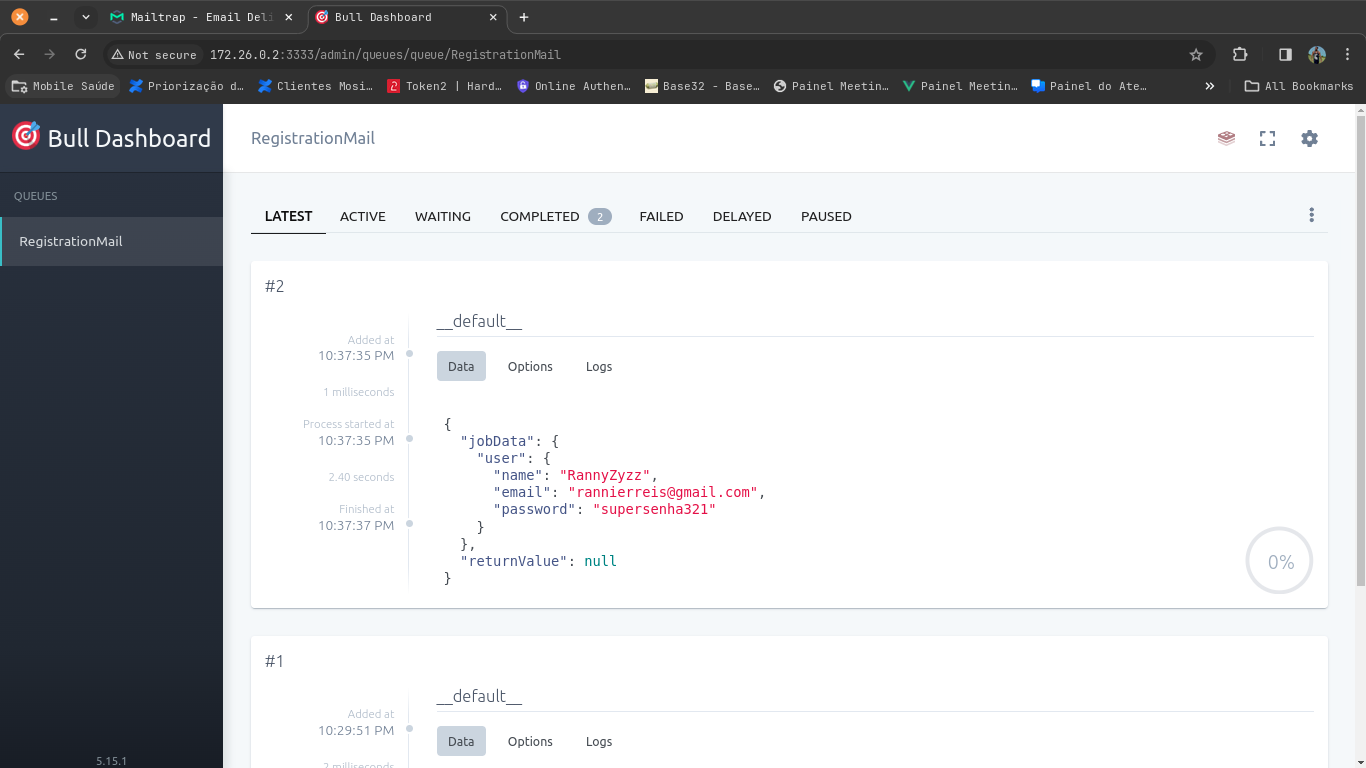 Mailtrap - Email Deli
Bull Dashboard
Not secure
172.26.0.2:3333/admin/queues/queue/RegistrationMail
Mobile Saúde
Priorização d…
Clientes Mosi…
Token2 | Hard…
Online Authen…
Base32 - Base…
Painel Meetin…
Painel Meetin…
Painel do Ate…
All Bookmarks
Bull Dashboard
RegistrationMail
QUEUES
RegistrationMail
LATEST ACTIVE WAITING COMPLETED 2 FAILED DELAYED PAUSED
#2
__default__
Added at
10:37:35 PM
1 milliseconds
Process started at
10:37:35 PM
2.40 seconds
Finished at
10:37:37 PM
Data Options Logs
{
"jobData": {
"user": {
"name": "RannyZyzz",
"email": "rannierreis@gmail.com",
"password": "supersenha321"
}
},
"returnValue": null
}
0%
#1
__default__
Added at
10:29:51 PM
2 milliseconds
Data Options Logs
5.15.1